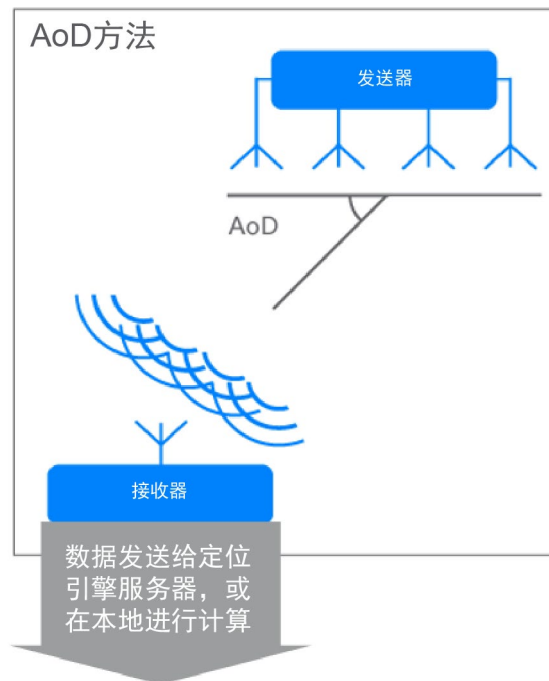 AoD方法
发送器
AoD
接收器
数据发送给定位
引擎服务器，或
在本地进行计算